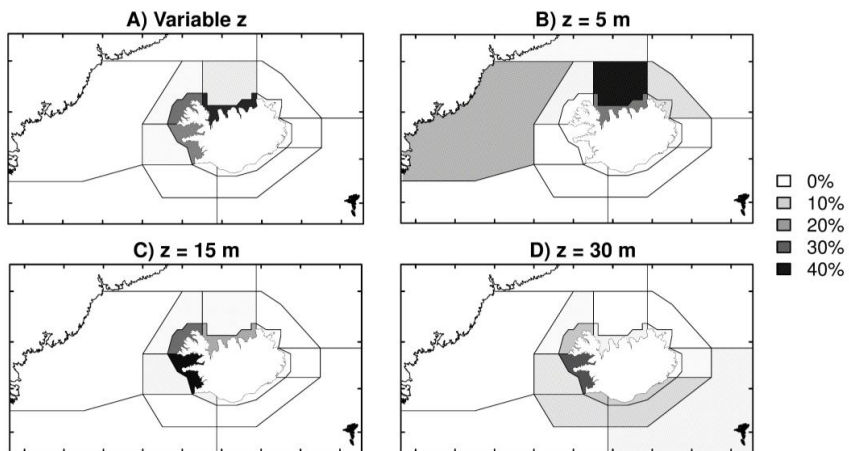 A) Variable z
B) z = 5 m
0%
10%
20%
30%
40%
C) z = 15 m
D) z = 30 m